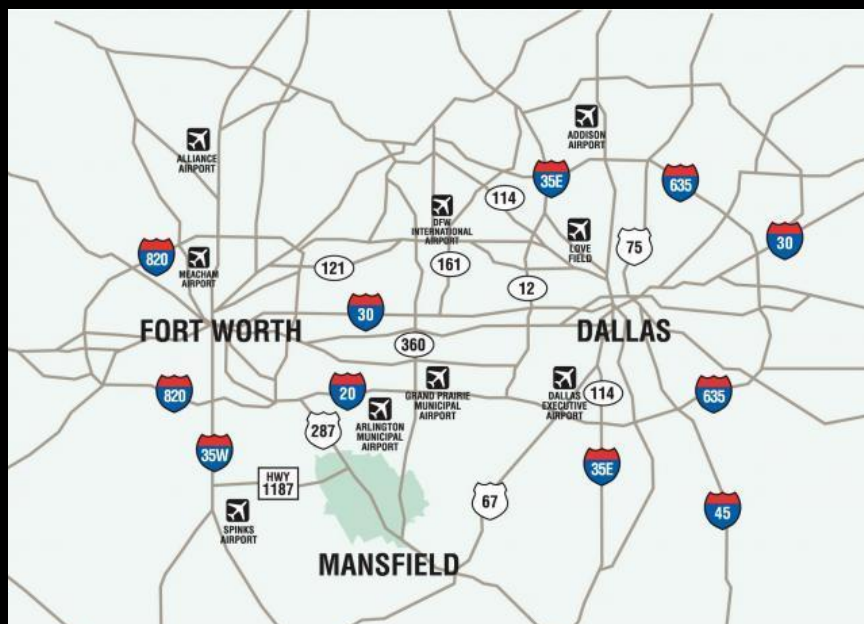 ADDISON
AIRPORT
ALLIANCE
AIRPORT
35E
635
114
DFW
INTERNATIONAL
AIRPORT
LOVE
FIELD
75
30
820
MEACHAM
AIRPORT
121
161
12
30
FORT WORTH
DALLAS
360
820
20
GRAND PRAIRIE
MUNICIPAL
AIRPORT
DALLAS
EXECUTIVE
AIRPORT
114
635
ARLINGTON
MUNICIPAL
AIRPORT
287
35W
HWY
1187
35E
67
45
SPINKS
AIRPORT
MANSFIELD